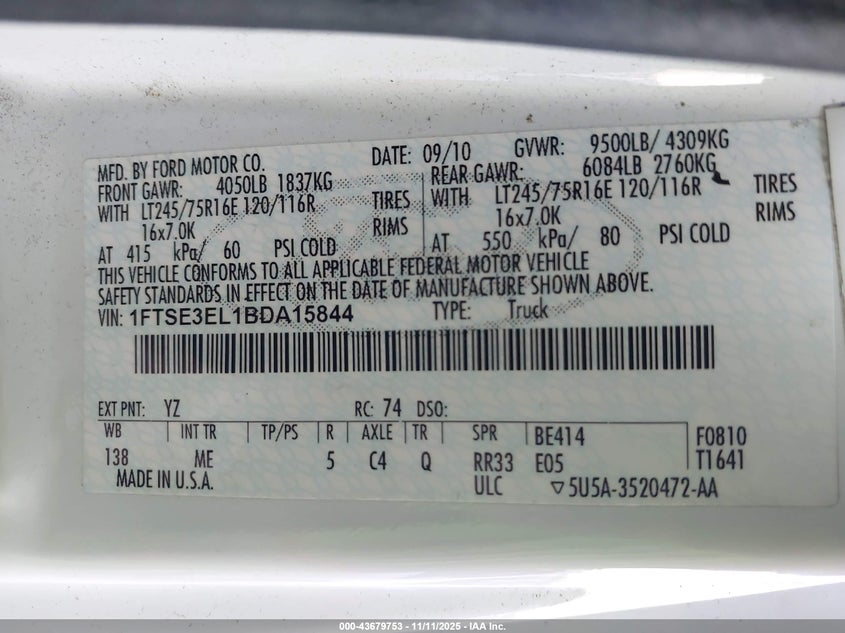 MFD. BY FORD MOTOR CO. DATE: 09/10 GVWR: 9500LB/ 4309KG
FRONT GAWR: 4050LB 1837KG REAR GAWR: 6084LB 2760KG
WITH LT245/75R16E 120/116R TIRES WITH LT245/75R16E 120/116R TIRES
16x7.0K RIMS 16x7.0K RIMS
AT 415 kPa/ 60 PSI COLD AT 550 kPa/ 80 PSI COLD
THIS VEHICLE CONFORMS TO ALL APPLICABLE FEDERAL MOTOR VEHICLE
SAFETY STANDARDS IN EFFECT ON THE DATE OF MANUFACTURE SHOWN ABOVE.
VIN: 1FTSE3EL1BDA15844 TYPE: Truck
EXT PNT: YZ RC: 74 DSO:
WB INT TR TP/PS R AXLE TR SPR BE414 F0810
138 ME 5 C4 Q RR33 E05 T1641
MADE IN U.S.A. ULC ▽5U5A-3520472-AA
000-43679753 - 11/11/2025 - IAA Inc.